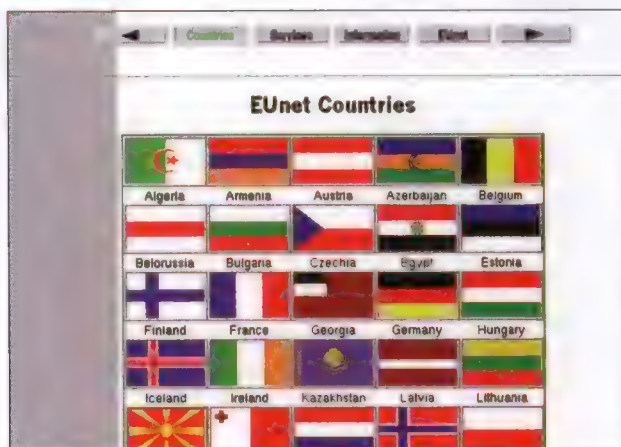 Countries Services Information EUnet
EUnet Countries
Algeria Armenia Austria Azerbaijan Belgium
Belorussia Bulgaria Czechia Egypt Estonia
Finland France Georgia Germany Hungary
Iceland Ireland Kazakhstan Latvia Lithuania